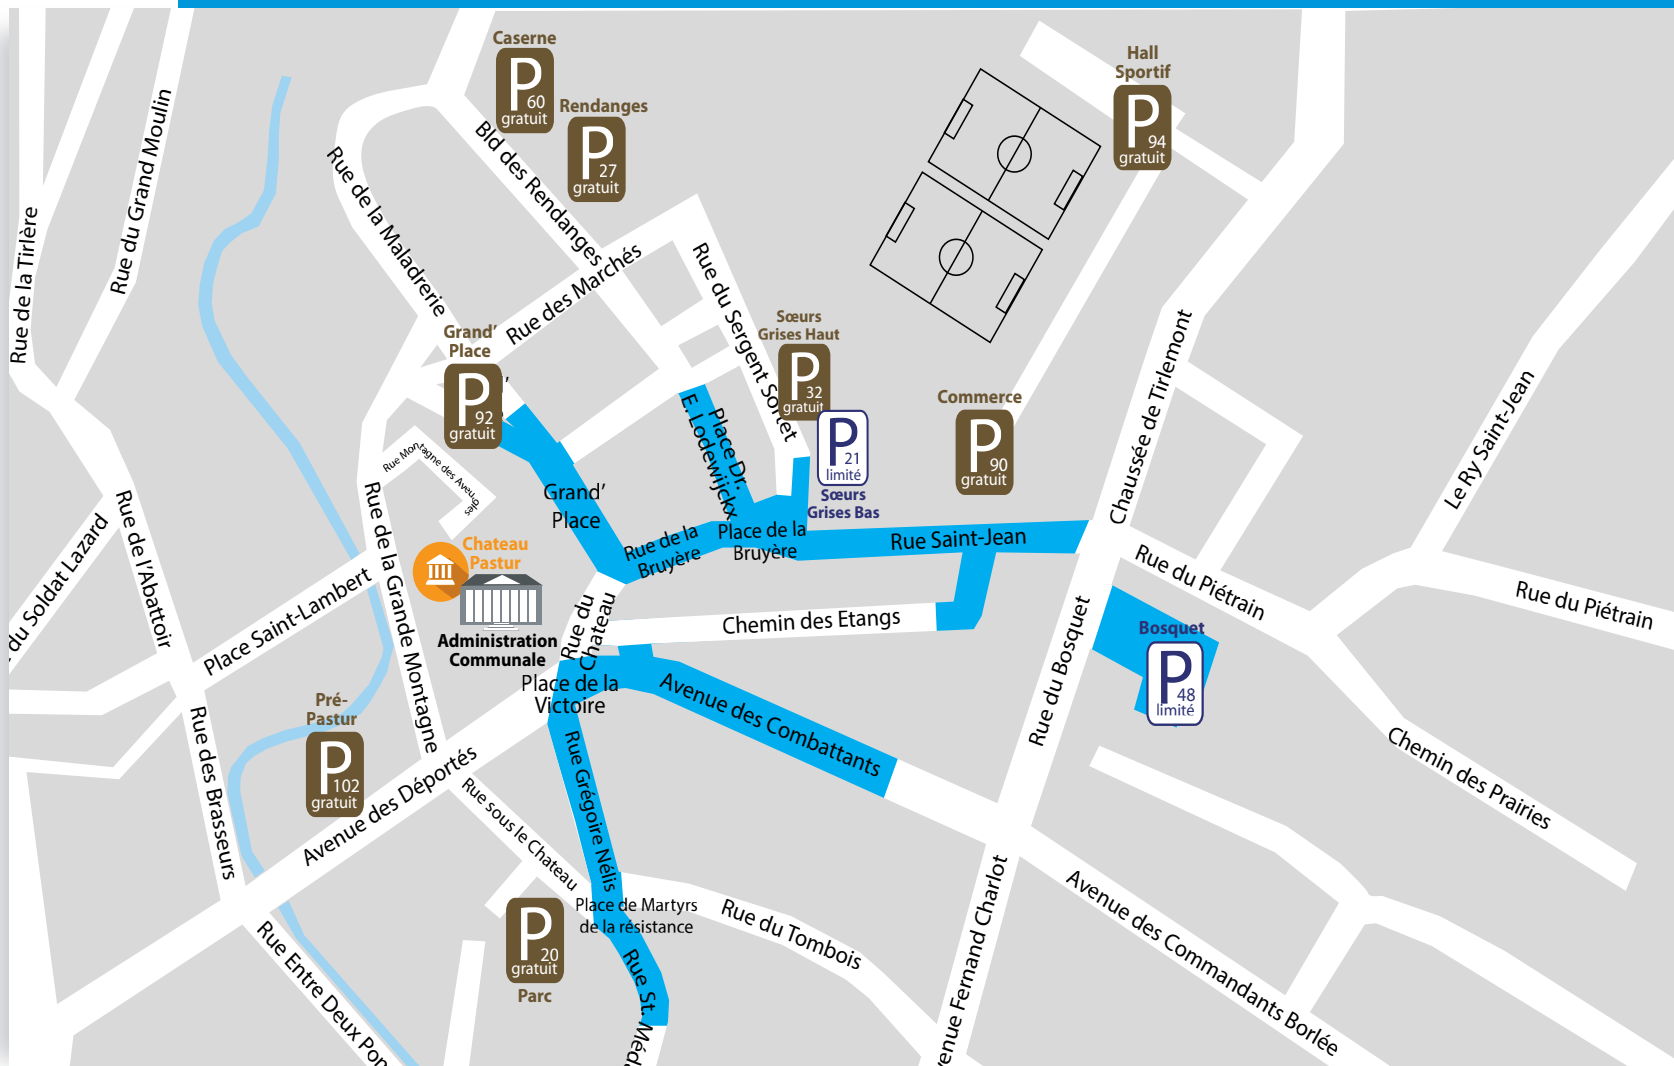 Caserne
P
60
gratuit
Rendanges
P
27
gratuit
Hall
Sportif
P
94
gratuit
Rue de la Tirlère
Rue du Grand Moulin
Rue de la Maladrerie
Bld des Rendanges
Rue des Marchés
Rue du Sergent Sortet
Grand'
Place
P
92
gratuit
Sœurs
Grises Haut
P
32
gratuit
P
21
limité
Sœurs
Grises Bas
Commerce
P
90
gratuit
Chaussée de Tirlemont
Le Ry Saint-Jean
Place Dr.
E. Lodewijckx
Rue Montagne des Aveugles
Grand'
Place
Rue de la
Bruyère
Place de la
Bruyère
Rue Saint-Jean
Rue du Piétrain
Rue du Piétrain
du Soldat Lazard
Rue de l'Abattoir
Place Saint-Lambert
Rue de la Grande Montagne
Chateau
Pastur
Administration
Communale
Rue du
Chateau
Chemin des Etangs
Rue du Bosquet
Bosquet
P
48
limité
Place de la
Victoire
Avenue des Combattants
Pré-
Pastur
P
102
gratuit
Rue des Brasseurs
Avenue des Déportés
Rue sous le Chateau
Rue Grégoire Nélis
Chemin des Prairies
Place de Martyrs
de la résistance
Rue du Tombois
P
20
gratuit
Parc
Rue Entre Deux Pon
Rue St. Méda
venue Fernand Charlot
Avenue des Commandants Borlée